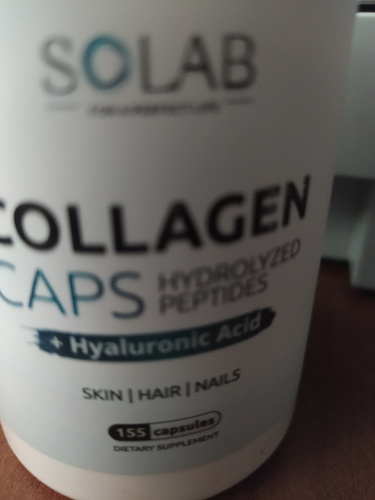 SOLAB
COLLAGEN
CAPS HYDROLYZED
PEPTIDES
+ Hyaluronic Acid
SKIN | HAIR | NAILS
155 capsules
DIETARY SUPPLEMENT